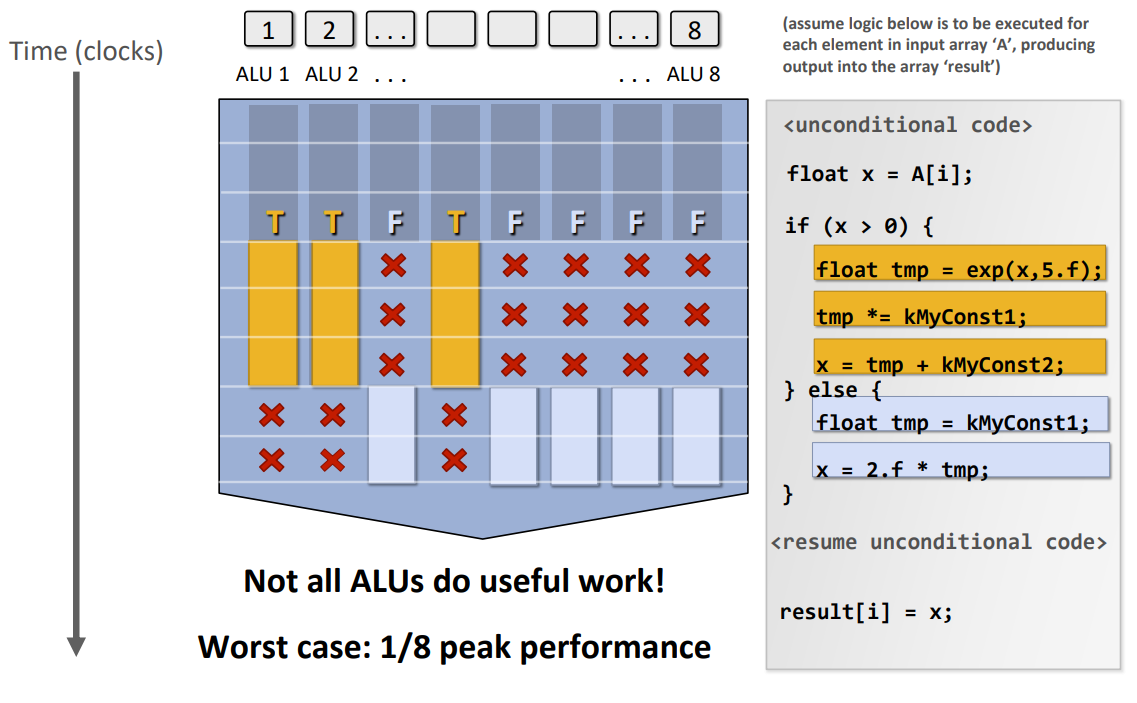 1 2 ... ... 8
Time (clocks)
ALU 1 ALU 2 ... ... ALU 8
T T F T F F F F
Not all ALUs do useful work!
Worst case: 1/8 peak performance
(assume logic below is to be executed for
each element in input array ‘A’, producing
output into the array ‘result’)
<unconditional code>
float x = A[i];
if (x > 0) {
float tmp = exp(x,5.f);
tmp *= kMyConst1;
x = tmp + kMyConst2;
} else {
float tmp = kMyConst1;
x = 2.f * tmp;
}
<resume unconditional code>
result[i] = x;